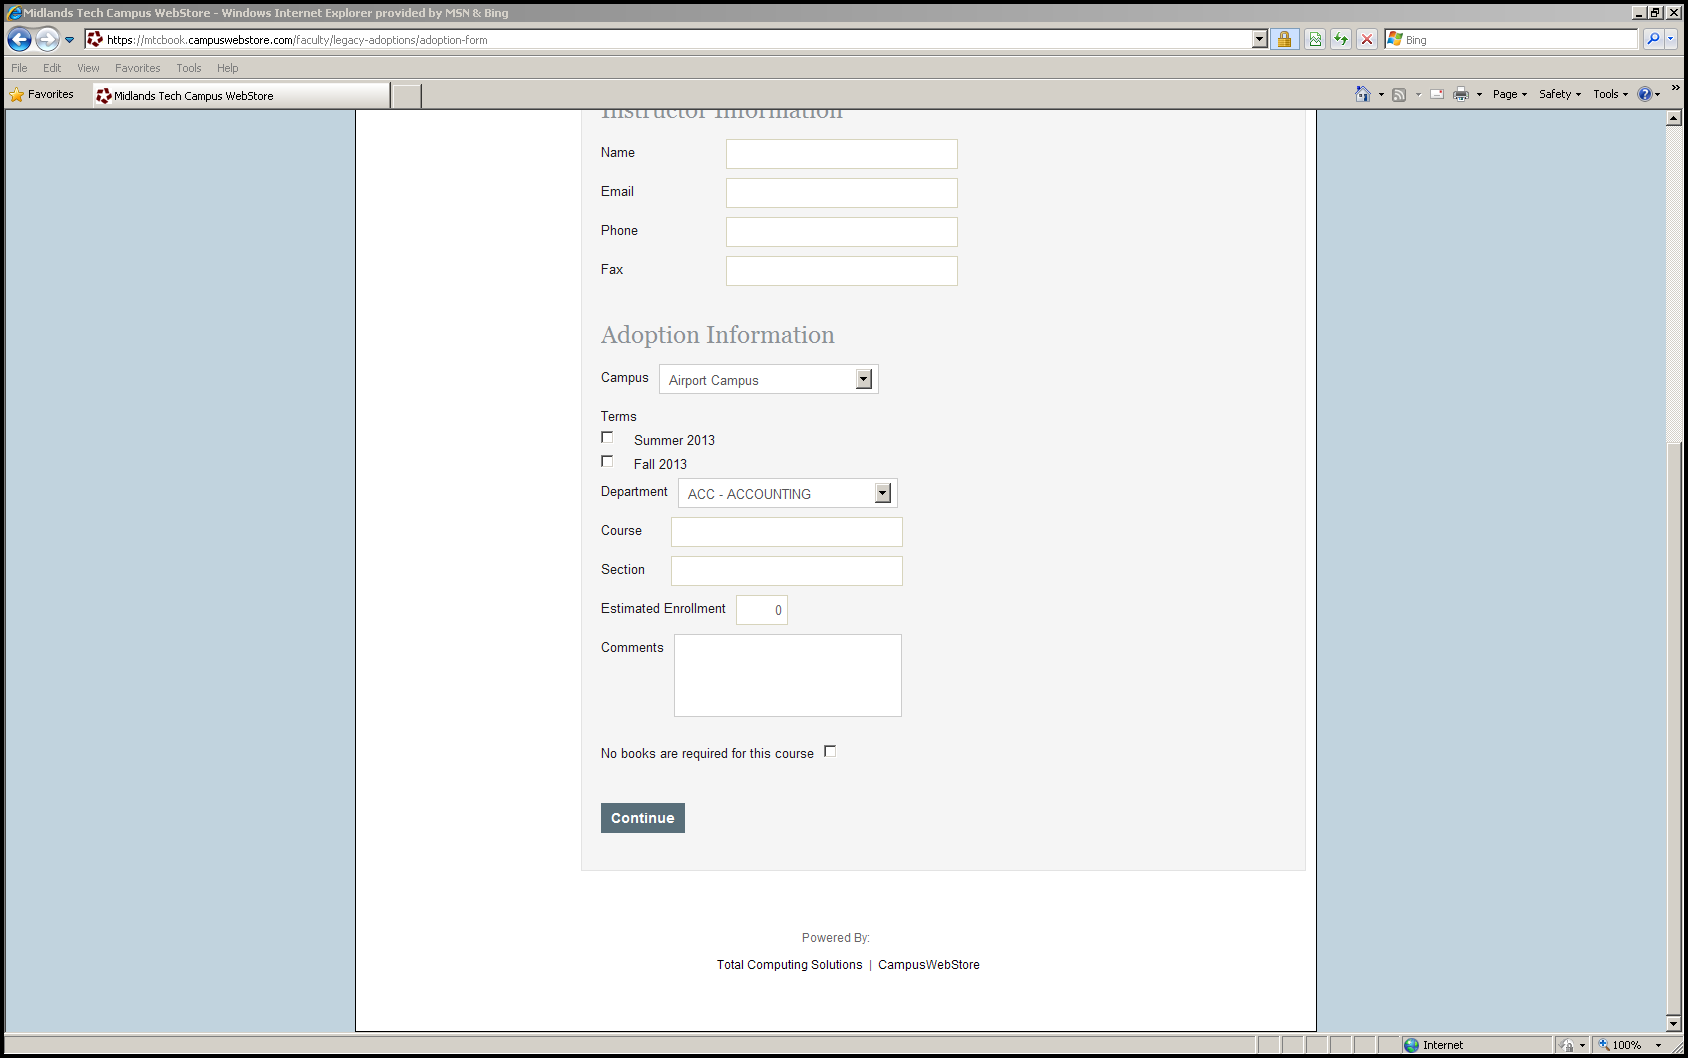 Midlands Tech Campus WebStore - Windows Internet Explorer provided by MSN & Bing
https://mtcbook.campuswebstore.com/faculty/legacy-adoptions/adoption-form
Bing
File Edit View Favorites Tools Help
Favorites
Midlands Tech Campus WebStore
Page Safety Tools
Instructor Information
Name
Email
Phone
Fax
Adoption Information
Campus Airport Campus
Terms
Summer 2013
Fall 2013
Department ACC - ACCOUNTING
Course
Section
Estimated Enrollment 0
Comments
No books are required for this course
Continue
Powered By:
Total Computing Solutions | CampusWebStore
Internet
100%